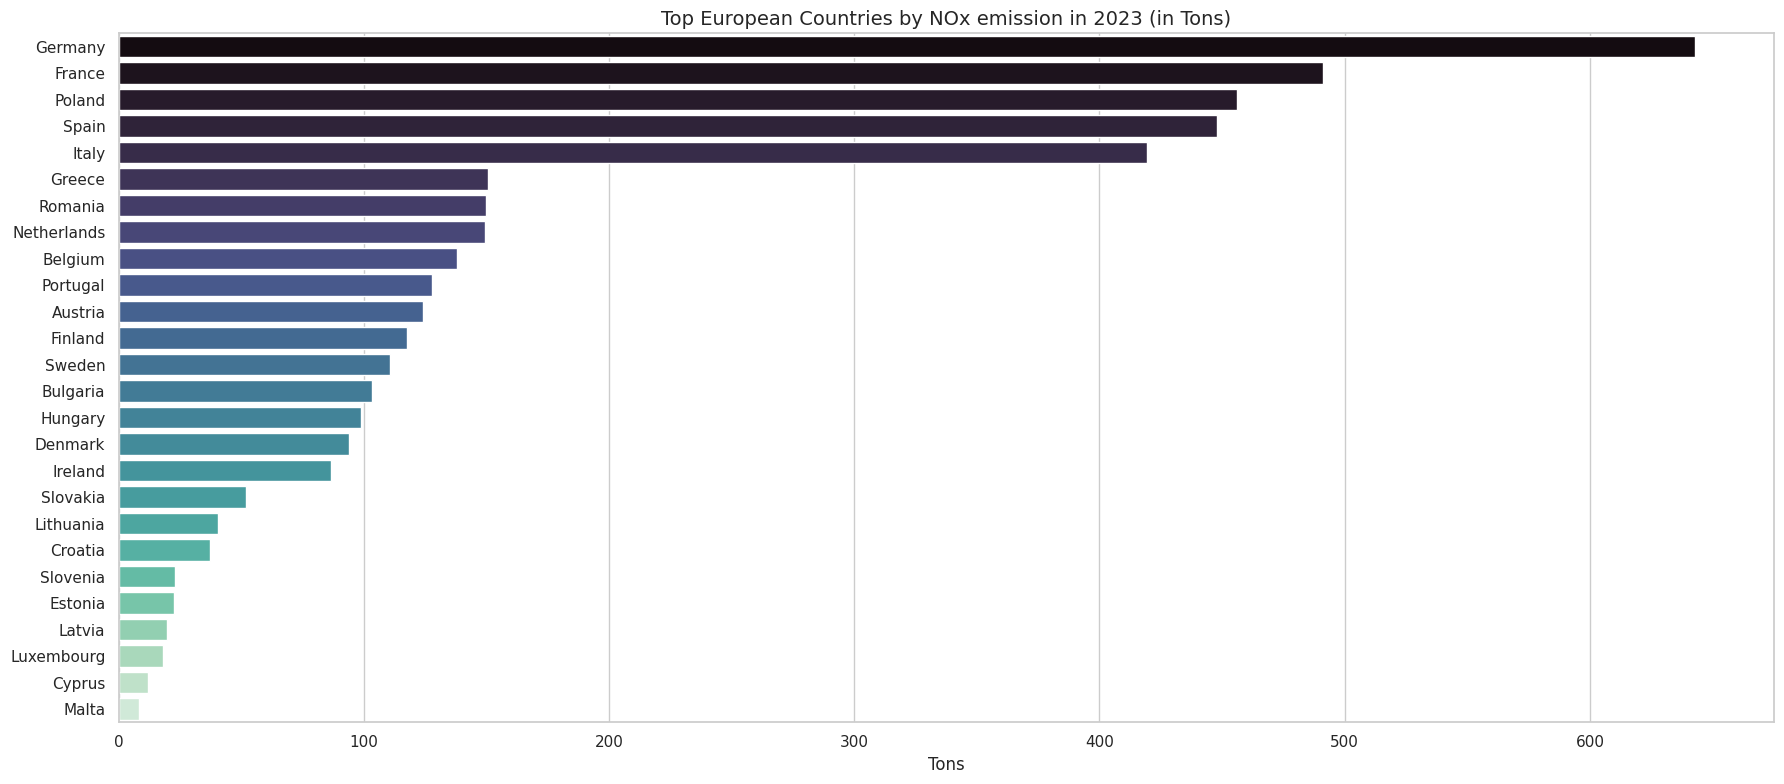 Top European Countries by NOx emission in 2023 (in Tons)
Germany
France
Poland
Spain
Italy
Greece
Romania
Netherlands
Belgium
Portugal
Austria
Finland
Sweden
Bulgaria
Hungary
Denmark
Ireland
Slovakia
Lithuania
Croatia
Slovenia
Estonia
Latvia
Luxembourg
Cyprus
Malta
0 100 200 300 400 500 600
Tons